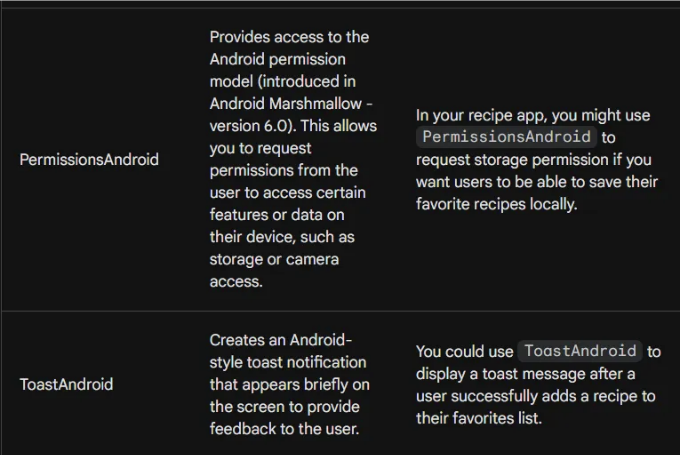 PermissionsAndroid
Provides access to the
Android permission
model (introduced in
Android Marshmallow -
version 6.0). This allows
you to request
permissions from the
user to access certain
features or data on
their device, such as
storage or camera
access.
In your recipe app, you might use
PermissionsAndroid to
request storage permission if you
want users to be able to save their
favorite recipes locally.
ToastAndroid
Creates an Android-
style toast notification
that appears briefly on
the screen to provide
feedback to the user.
You could use ToastAndroid to
display a toast message after a
user successfully adds a recipe to
their favorites list.